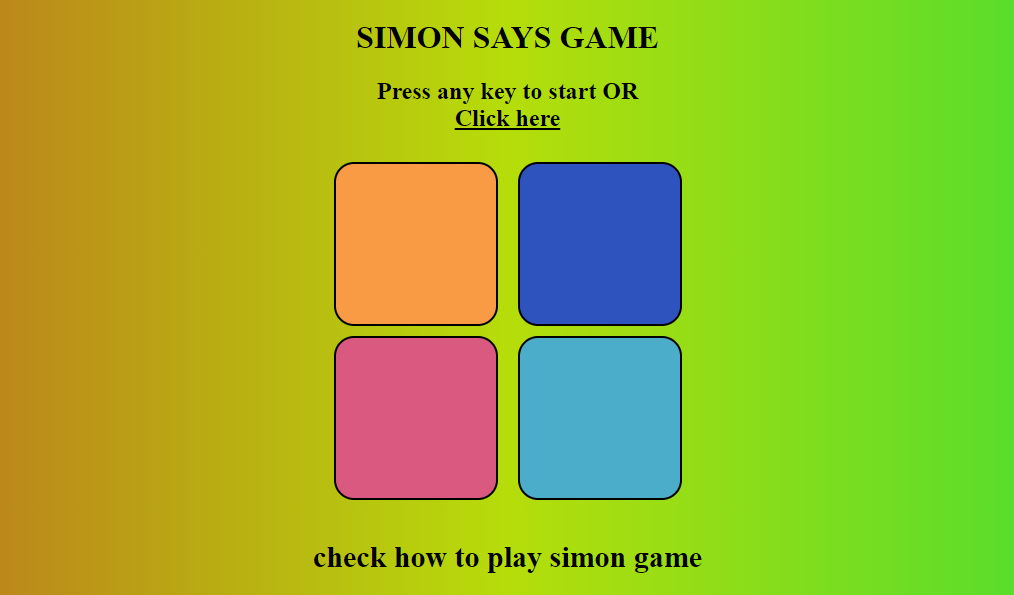 SIMON SAYS GAME
Press any key to start OR
Click here
check how to play simon game